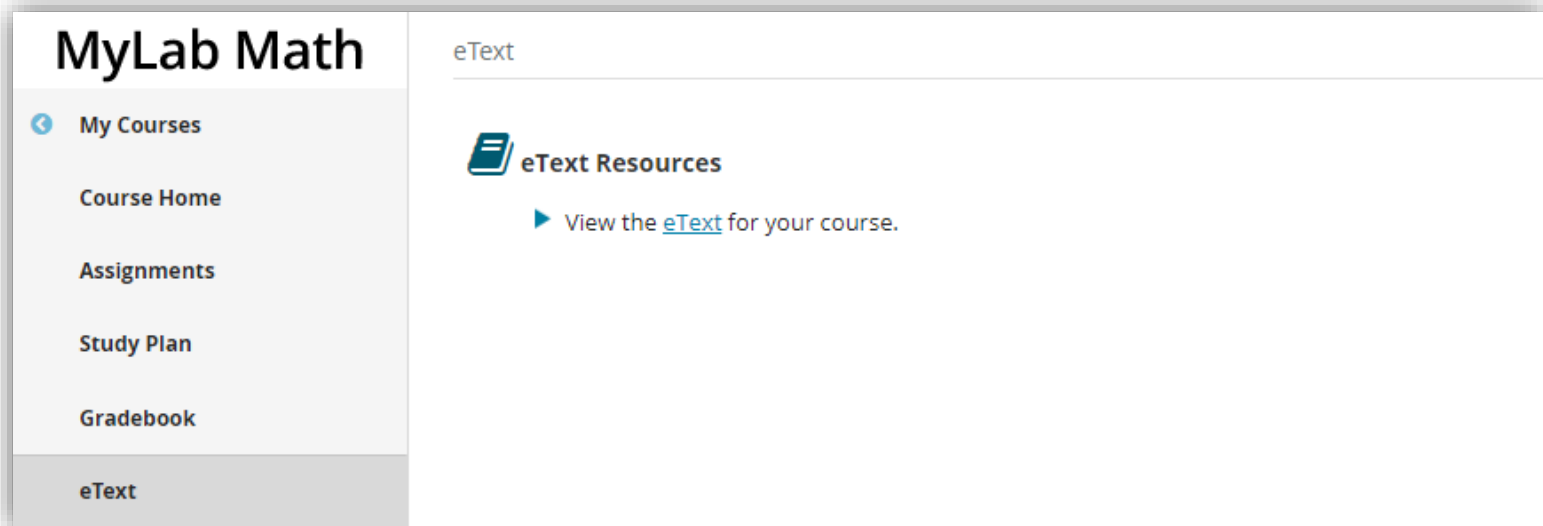 MyLab Math
My Courses
Course Home
Assignments
Study Plan
Gradebook
eText
eText
eText Resources
View the eText for your course.